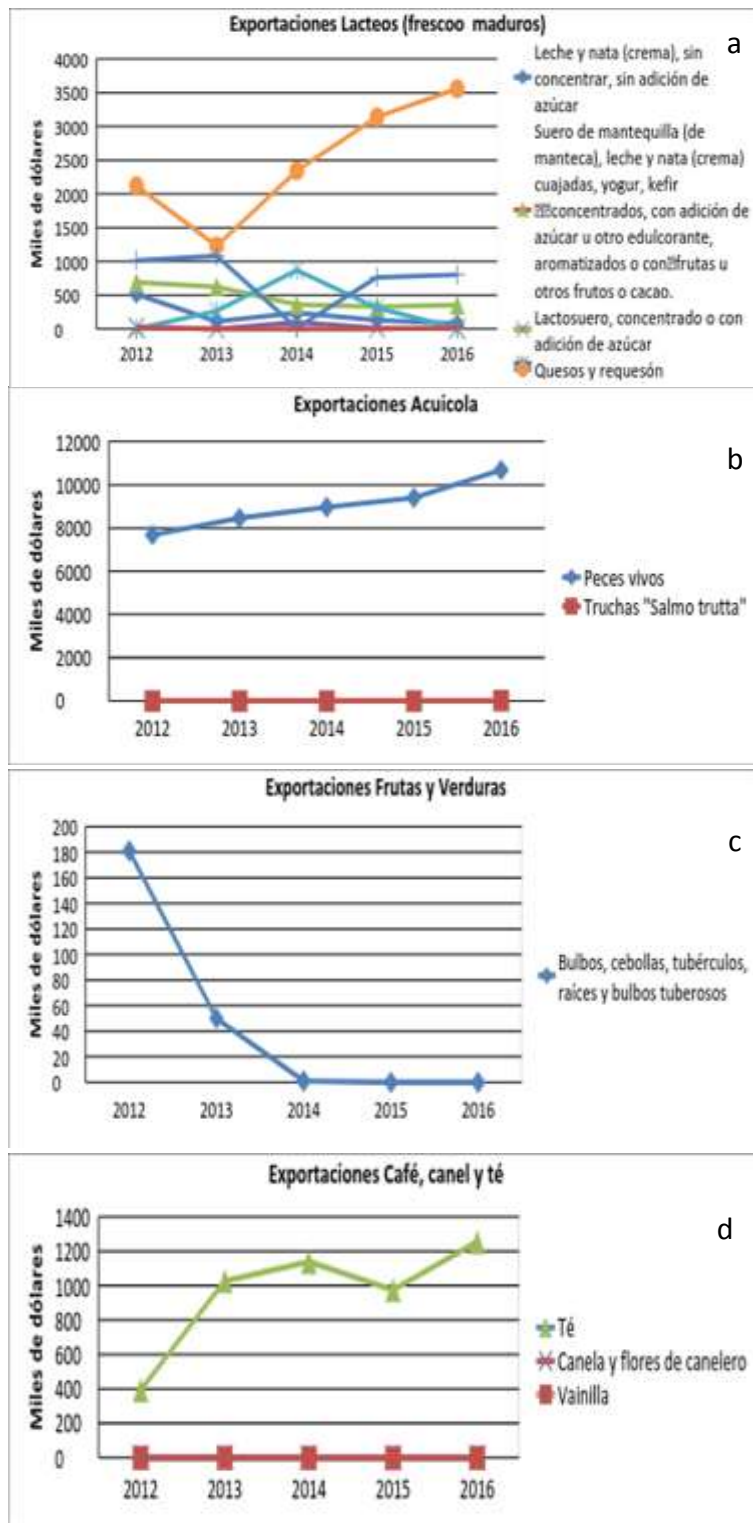 Exportaciones Lacteos (frescoo maduros)
a
Miles de dólares
4000
3500
3000
2500
2000
1500
1000
500
0
2012 2013 2014 2015 2016
Leche y nata (crema), sin
concentrar, sin adición de
azúcar
Suero de mantequilla (de
manteca), leche y nata (crema)
cuajadas, yogur, kefir
concentrados, con adición de
azúcar u otro edulcorante,
aromatizados o con frutas u
otros frutos o cacao.
Lactosuero, concentrado o con
adición de azúcar
Quesos y requesón
Exportaciones Acuicola
b
Miles de dólares
12000
10000
8000
6000
4000
2000
0
2012 2013 2014 2015 2016
Peces vivos
Truchas "Salmo trutta"
Exportaciones Frutas y Verduras
c
Miles de dólares
200
180
160
140
120
100
80
60
40
20
0
2012 2013 2014 2015 2016
Bulbos, cebollas, tubérculos,
raíces y bulbos tuberosos
Exportaciones Café, canel y té
d
Miles de dólares
1400
1200
1000
800
600
400
200
0
2012 2013 2014 2015 2016
Té
Canela y flores de canelero
Vainilla